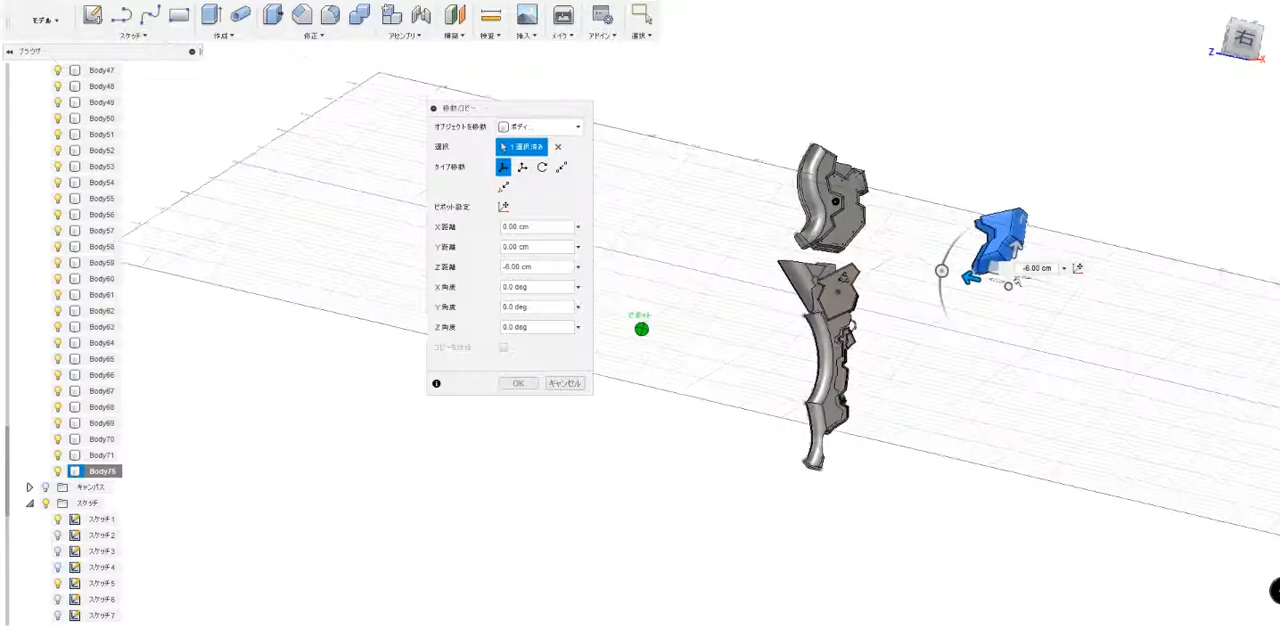 モデル
スケッチ 作成 修正 アセンブリ 構築 検査 挿入 メイク アドイン 選択
ブラウザ
右
Z
X
Body47
Body48
Body49
Body50
Body51
Body52
Body53
Body54
Body55
Body56
Body57
Body58
Body59
Body60
Body61
Body62
Body63
Body64
Body65
Body66
Body67
Body68
Body69
Body70
Body71
Body75
キャンバス
スケッチ
スケッチ1
スケッチ2
スケッチ3
スケッチ4
スケッチ5
スケッチ6
スケッチ7
移動/コピー
オブジェクトを移動 ボディ...
選択 1 選択済み
タイプ移動
ピボット設定
X 距離 0.00 cm
Y 距離 0.00 cm
Z 距離 -6.00 cm
X 角度 0.0 deg
Y 角度 0.0 deg
Z 角度 0.0 deg
コピーを作成
OK キャンセル
ピボット
-6.00 cm